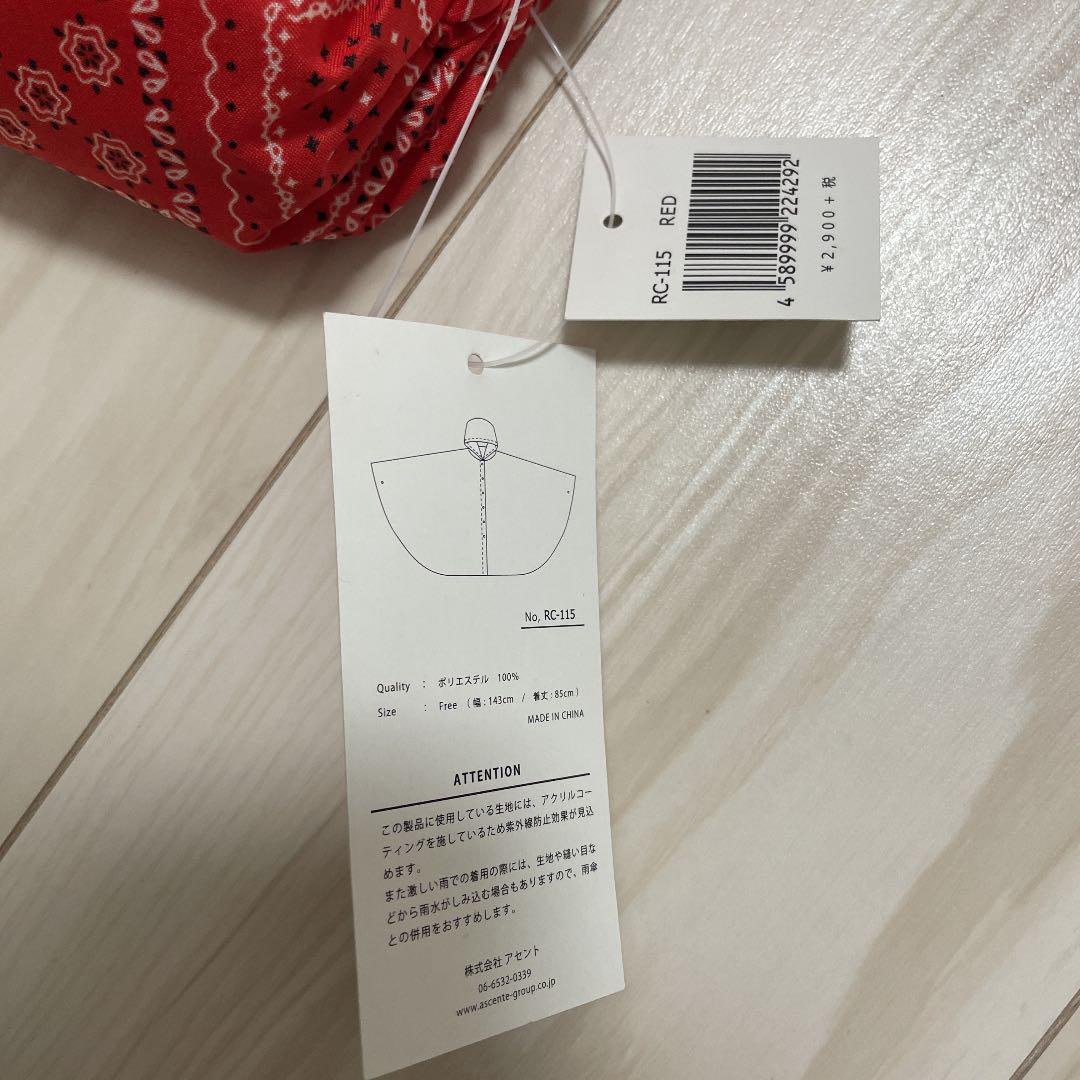 RC-115 RED
4 589999 224292
¥2,900+税
No, RC-115
Quality : ポリエステル 100%
Size : Free （幅：143cm / 着丈：85cm）
MADE IN CHINA
ATTENTION
この製品に使用している生地には、アクリルコー
ティングを施しているため紫外線防止効果が見込
めます。
また激しい雨での着用の際には、生地や縫い目な
どから雨水がしみ込む場合もありますので、雨傘
との併用をおすすめします。
株式会社 アセント
06-6532-0339
www.ascente-group.co.jp